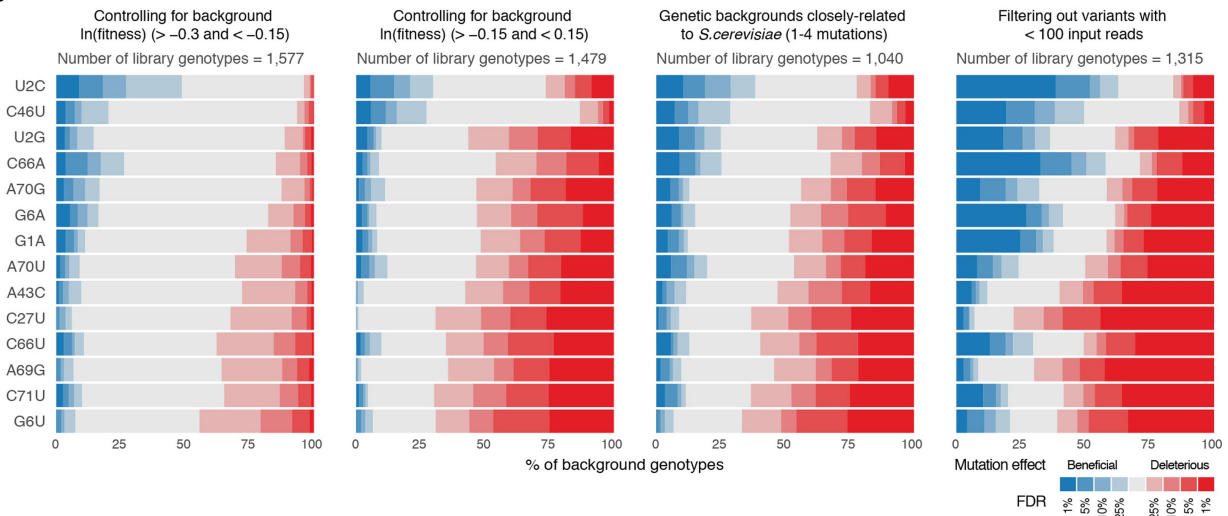 Controlling for background
ln(fitness) (> −0.3 and < −0.15)
Number of library genotypes = 1,577
Controlling for background
ln(fitness) (> −0.15 and < 0.15)
Number of library genotypes = 1,479
Genetic backgrounds closely-related
to S.cerevisiae (1-4 mutations)
Number of library genotypes = 1,040
Filtering out variants with
< 100 input reads
Number of library genotypes = 1,315
U2C
C46U
U2G
C66A
A70G
G6A
G1A
A70U
A43C
C27U
C66U
A69G
C71U
G6U
0 25 50 75 100
0 25 50 75 100
0 25 50 75 100
0 25 50 75 100
% of background genotypes
Mutation effect
Beneficial Deleterious
FDR
1% 5% 5% 1%